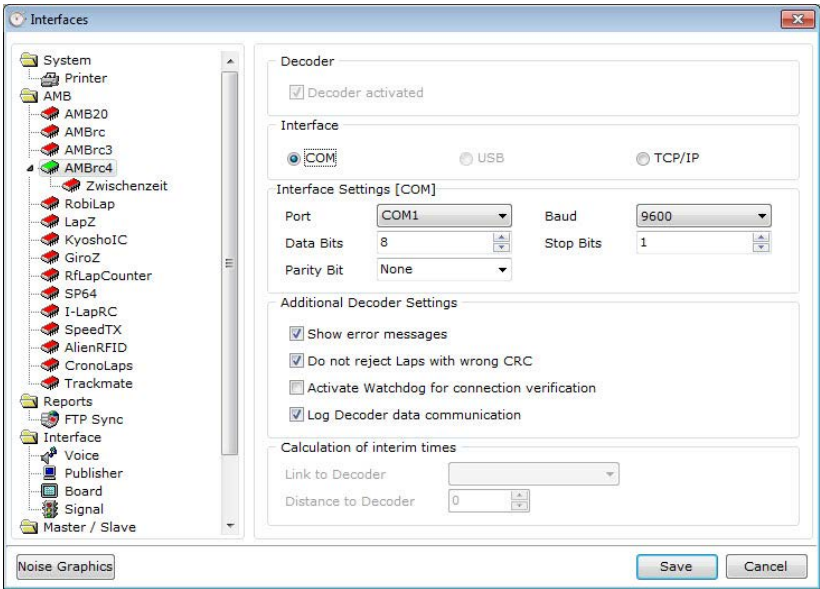 Interfaces
System
Printer
AMB
AMB20
AMBrc
AMBrc3
AMBrc4
Zwischenzeit
RobiLap
LapZ
KyoshoIC
GiroZ
RfLapCounter
SP64
I-LapRC
SpeedTX
AlienRFID
CronoLaps
Trackmate
Reports
FTP Sync
Interface
Voice
Publisher
Board
Signal
Master / Slave
Decoder
Decoder activated
Interface
COM USB TCP/IP
Interface Settings [COM]
Port COM1 Baud 9600
Data Bits 8 Stop Bits 1
Parity Bit None
Additional Decoder Settings
Show error messages
Do not reject Laps with wrong CRC
Activate Watchdog for connection verification
Log Decoder data communication
Calculation of interim times
Link to Decoder
Distance to Decoder 0
Noise Graphics Save Cancel